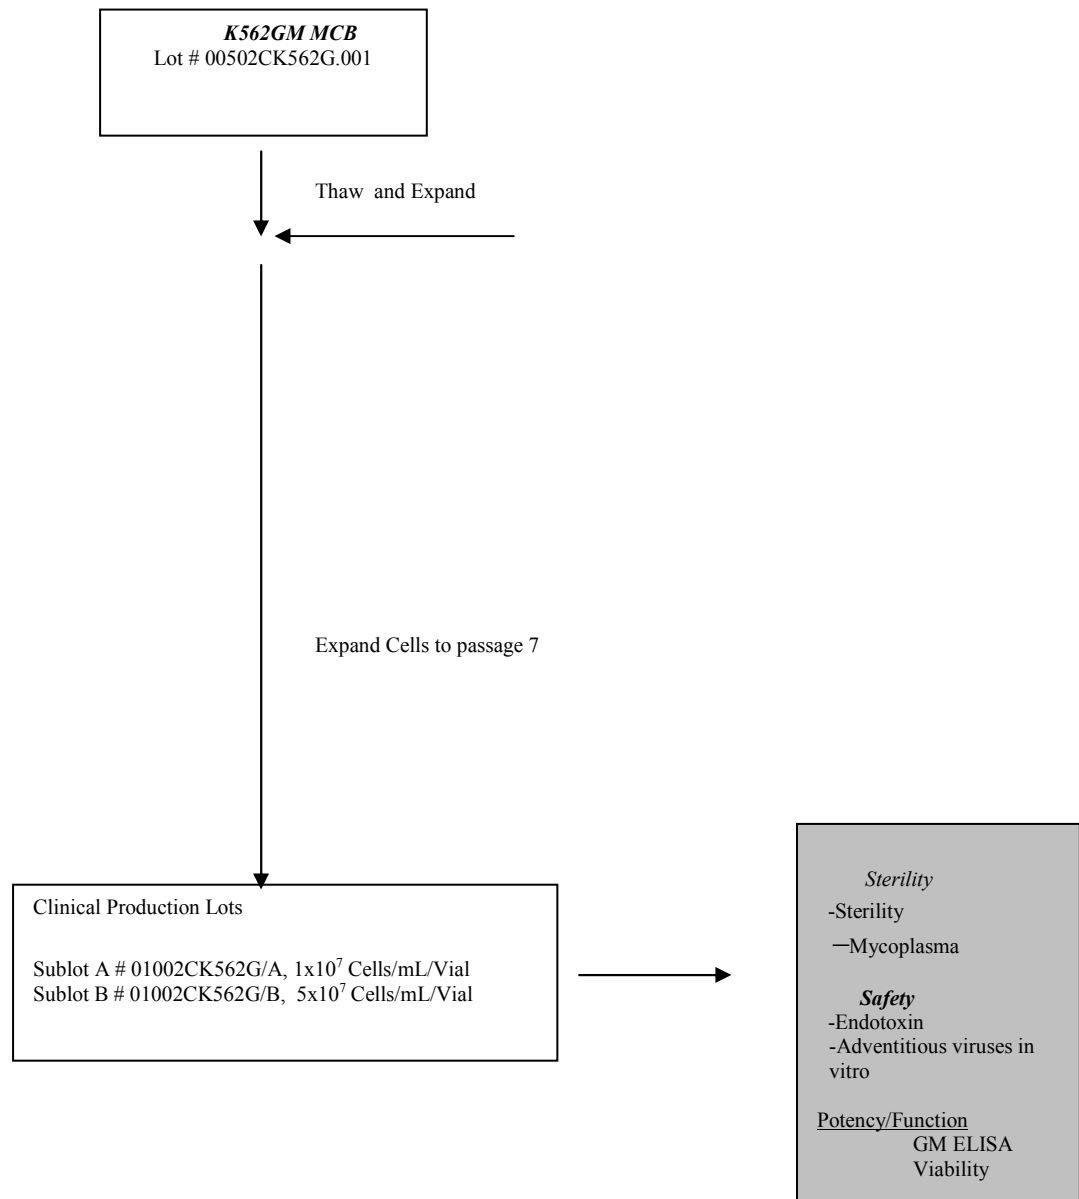 K562GM MCB
Lot # 00502CK562G.001
Thaw  and Expand
Expand Cells to passage 7
Clinical Production Lots
Sublot A # 01002CK562G/A, 1x10⁷ Cells/mL/Vial
Sublot B # 01002CK562G/B,  5x10⁷ Cells/mL/Vial
Sterility
-Sterility
—Mycoplasma
Safety
-Endotoxin
-Adventitious viruses in
vitro
Potency/Function
GM ELISA
Viability